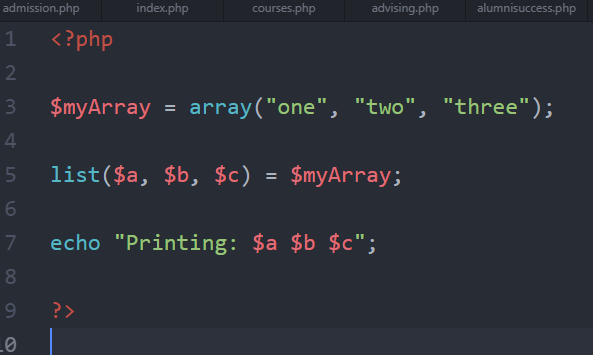 admission.php index.php courses.php advising.php alumnisuccess.php
1 <?php
2
3 $myArray = array("one", "two", "three");
4
5 list($a, $b, $c) = $myArray;
6
7 echo "Printing: $a $b $c";
8
9 ?>
10